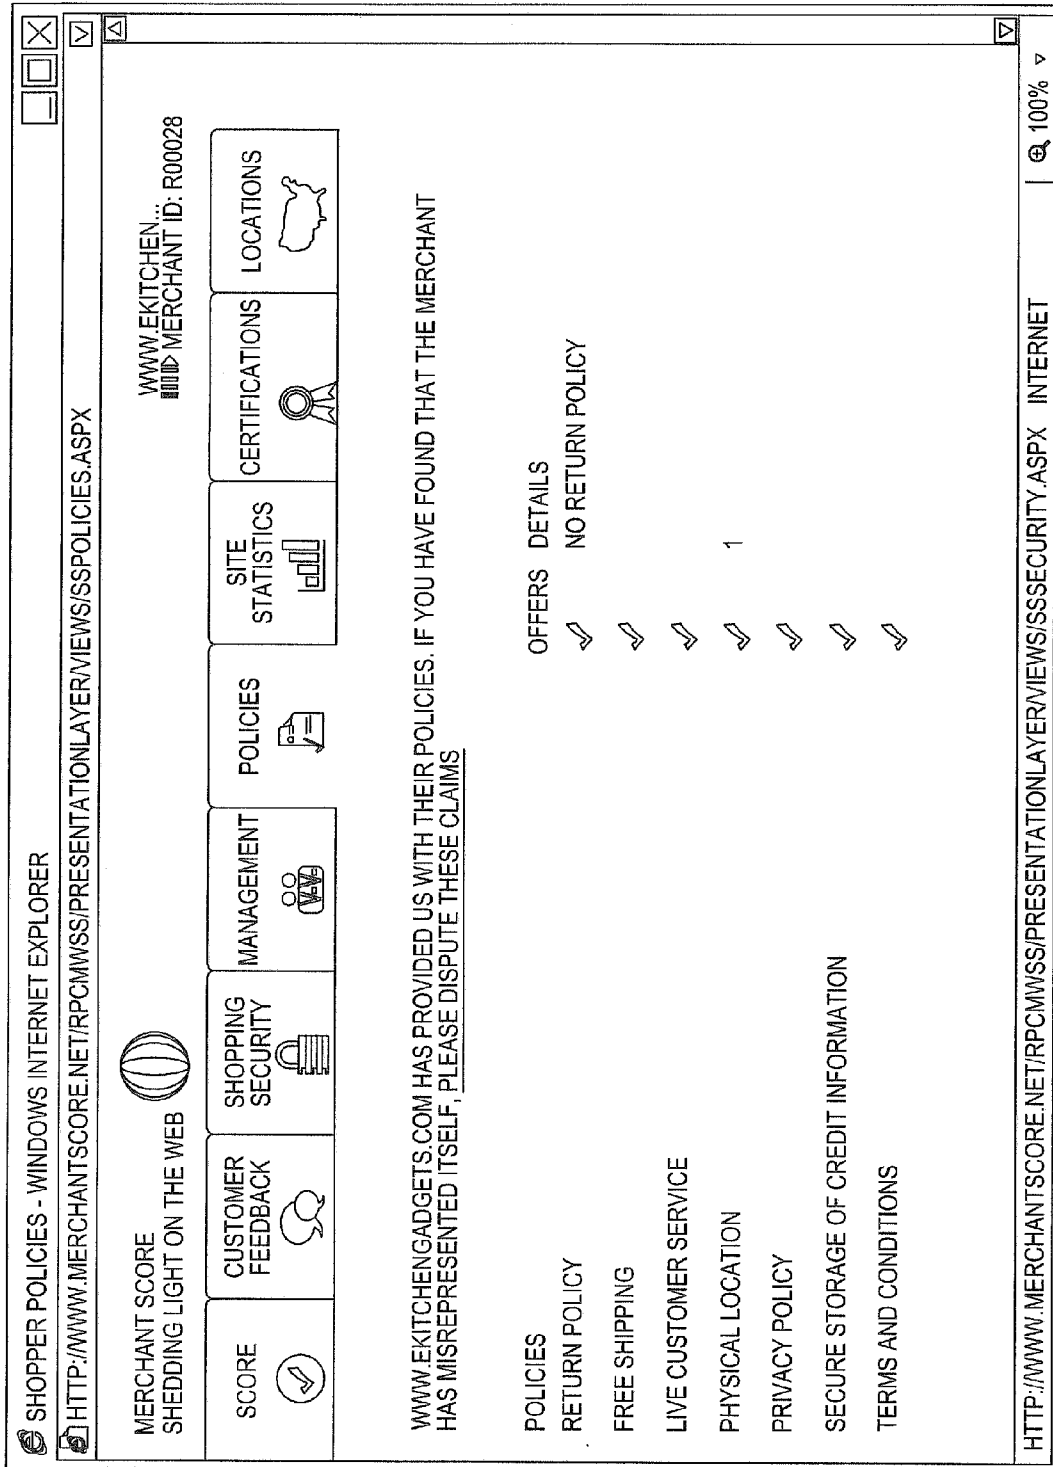 SHOPPER POLICIES - WINDOWS INTERNET EXPLORER
HTTP://WWW.MERCHANTSCORE.NET/RPCMWSS/PRESENTATIONLAYER/VIEWS/SSPOLICIES.ASPX
MERCHANT SCORE
SHEDDING LIGHT ON THE WEB
WWW.EKITCHEN...
MERCHANT ID: R00028
SCORE
CUSTOMER
FEEDBACK
SHOPPING
SECURITY
MANAGEMENT
POLICIES
SITE
STATISTICS
CERTIFICATIONS
LOCATIONS
WWW.EKITCHENGADGETS.COM HAS PROVIDED US WITH THEIR POLICIES. IF YOU HAVE FOUND THAT THE MERCHANT
HAS MISREPRESENTED ITSELF, PLEASE DISPUTE THESE CLAIMS
POLICIES OFFERS DETAILS
RETURN POLICY NO RETURN POLICY
FREE SHIPPING
LIVE CUSTOMER SERVICE
PHYSICAL LOCATION 1
PRIVACY POLICY
SECURE STORAGE OF CREDIT INFORMATION
TERMS AND CONDITIONS
HTTP://WWW.MERCHANTSCORE.NET/RPCMWSS/PRESENTATIONLAYER/VIEWS/SSSECURITY.ASPX INTERNET 100%